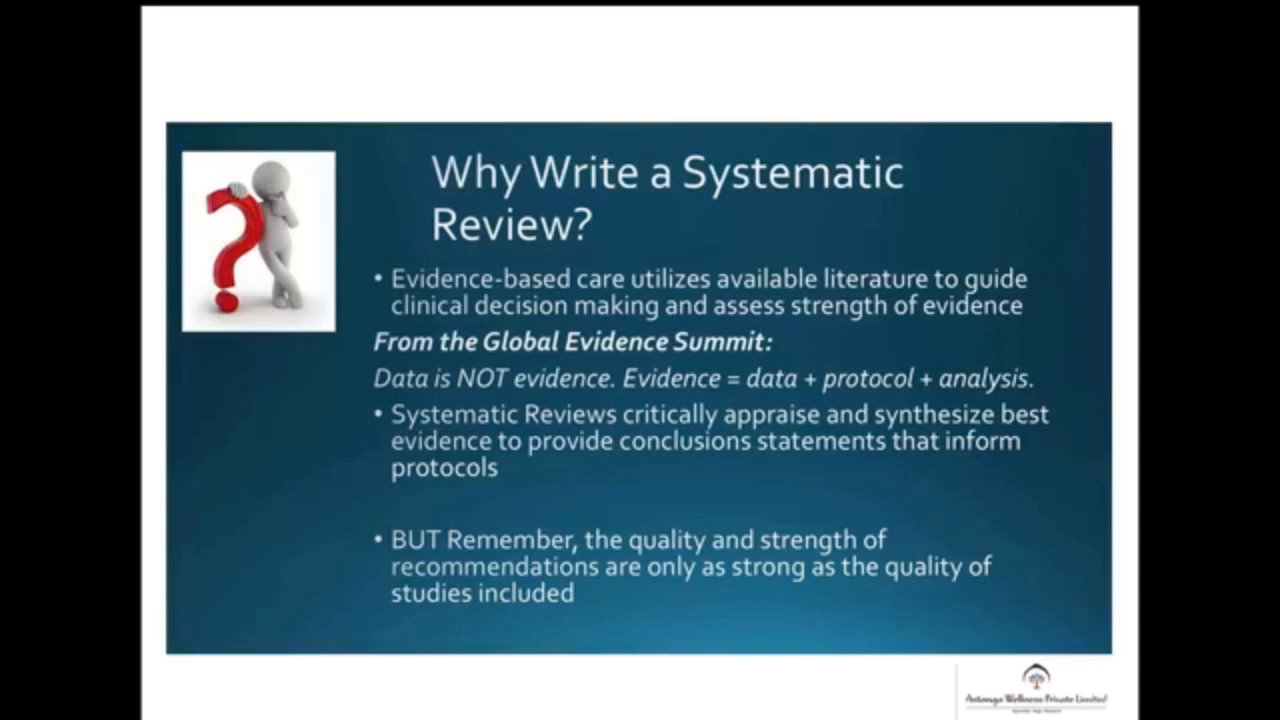 Why Write a Systematic
Review?
• Evidence-based care utilizes available literature to guide
clinical decision making and assess strength of evidence
From the Global Evidence Summit:
Data is NOT evidence. Evidence = data + protocol + analysis.
• Systematic Reviews critically appraise and synthesize best
evidence to provide conclusions statements that inform
protocols
• BUT Remember, the quality and strength of
recommendations are only as strong as the quality of
studies included
Wellness Private Limited